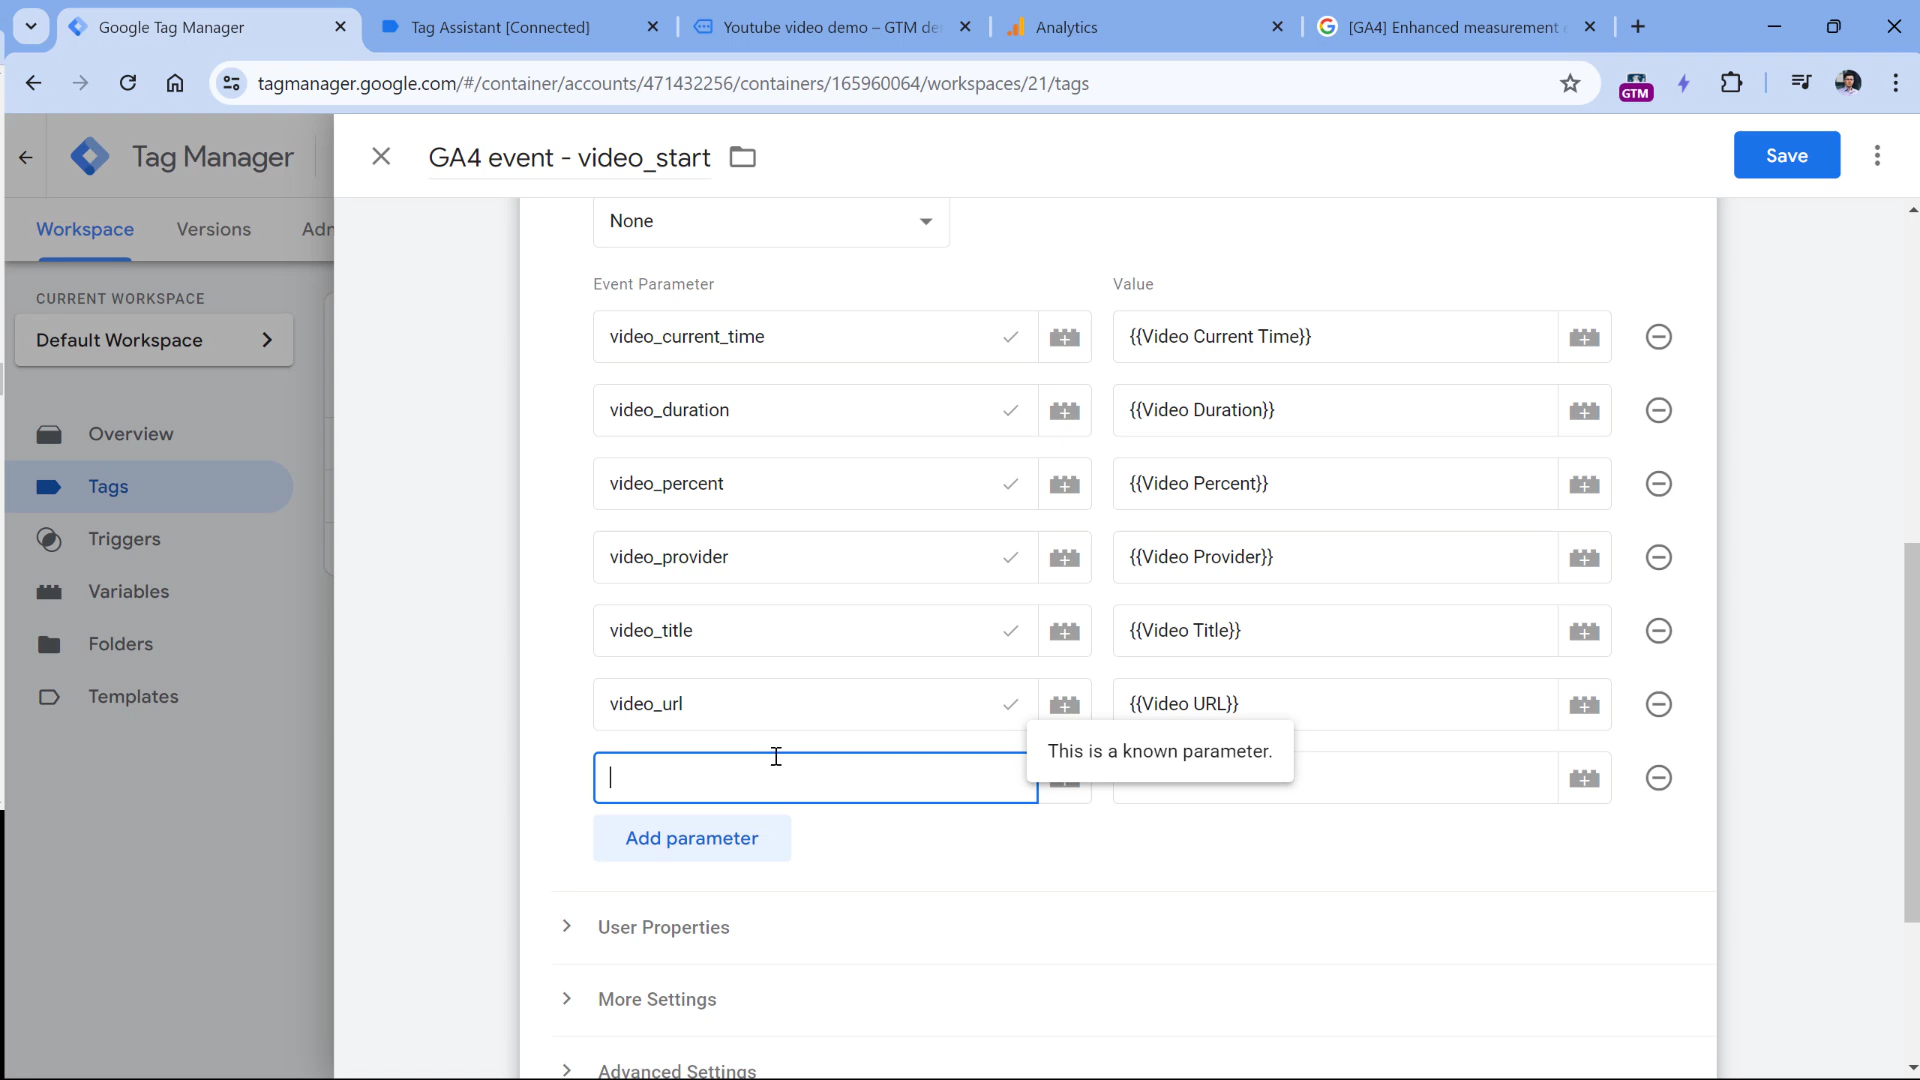 Google Tag Manager
Tag Assistant [Connected]
Youtube video demo – GTM de
Analytics
[GA4] Enhanced measurement
tagmanager.google.com/#/container/accounts/471432256/containers/165960064/workspaces/21/tags
GTM
Tag Manager
GA4 event - video_start
Save
Workspace
Versions
Adn
None
CURRENT WORKSPACE
Default Workspace
Event Parameter
Value
video_current_time
{{Video Current Time}}
video_duration
{{Video Duration}}
video_percent
{{Video Percent}}
video_provider
{{Video Provider}}
video_title
{{Video Title}}
video_url
{{Video URL}}
This is a known parameter.
Add parameter
Overview
Tags
Triggers
Variables
Folders
Templates
User Properties
More Settings
Advanced Settings